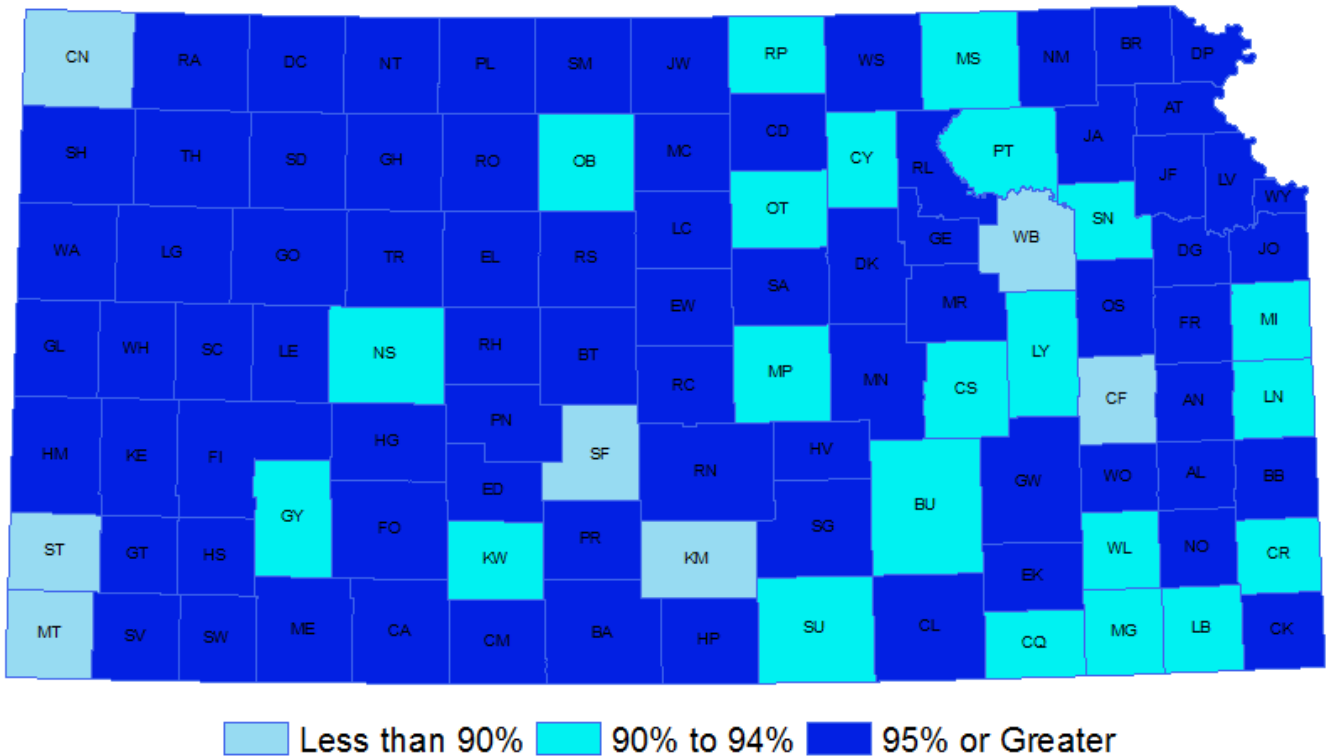 CN RA DC NT PL SM JW RP WS MS NM BR DP
SH TH SD GH RO OB MC CD CY RL PT JA AT
JF LV WY
WA LG GO TR EL RS LC OT DK GE WB SN DG JO
GL WH SC LE NS RH BT EW SA MR LY OS FR MI
RC MP MN CS CF AN LN
HM KE FI HG PN SF RN HV BU GW WO AL BB
ST GT HS GY FO ED KW PR KM SG EK WL NO CR
MT SV SW ME CA CM BA HP SU CL CQ MG LB CK
Less than 90% 90% to 94% 95% or Greater